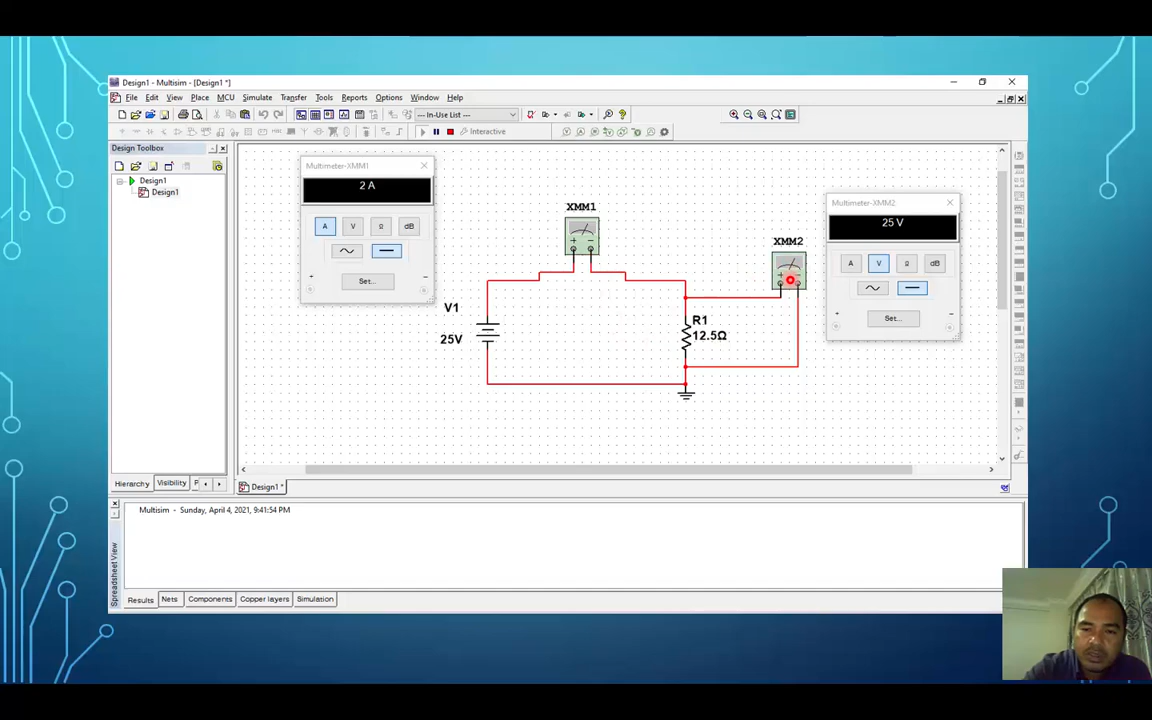 Design1 - Multisim - [Design1 *]
File Edit View Place MCU Simulate Transfer Tools Reports Options Window Help
--- In-Use List ---
Interactive
Design Toolbox
Design1
Design1
Multimeter-XMM1
2 A
A V Ω dB
+ −
Set...
XMM1
+ −
V1
25V
R1
12.5Ω
XMM2
+ −
Multimeter-XMM2
25 V
A V Ω dB
Set...
+ −
Hierarchy Visibility
Design1 *
Multisim - Sunday, April 4, 2021, 9:41:54 PM
Spreadsheet View
Results Nets Components Copper layers Simulation